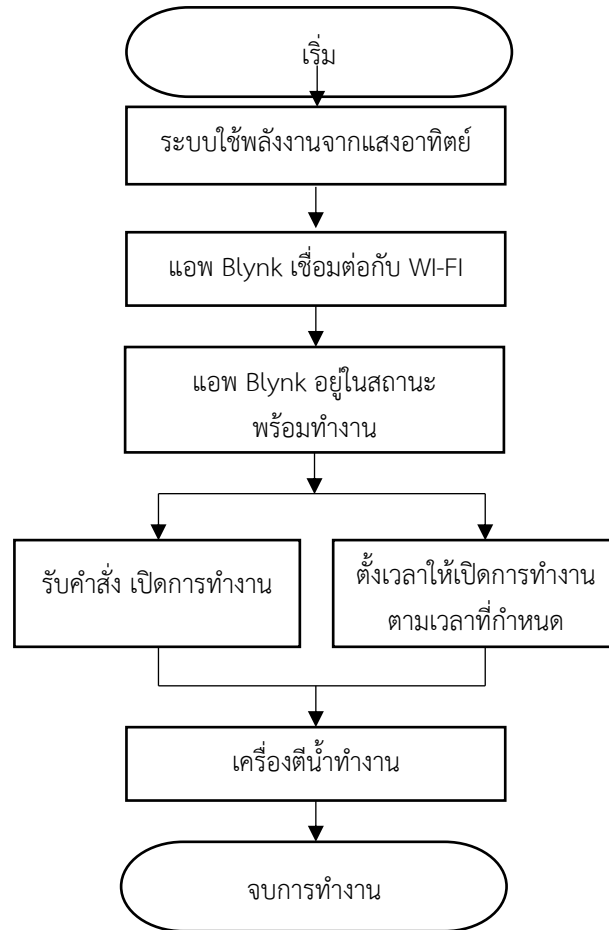 เริ่ม
ระบบใช้พลังงานจากแสงอาทิตย์
แอพ Blynk เชื่อมต่อกับ WI-FI
แอพ Blynk อยู่ในสถานะ
พร้อมทำงาน
รับคำสั่ง เปิดการทำงาน
ตั้งเวลาให้เปิดการทำงาน
ตามเวลาที่กำหนด
เครื่องตีน้ำทำงาน
จบการทำงาน